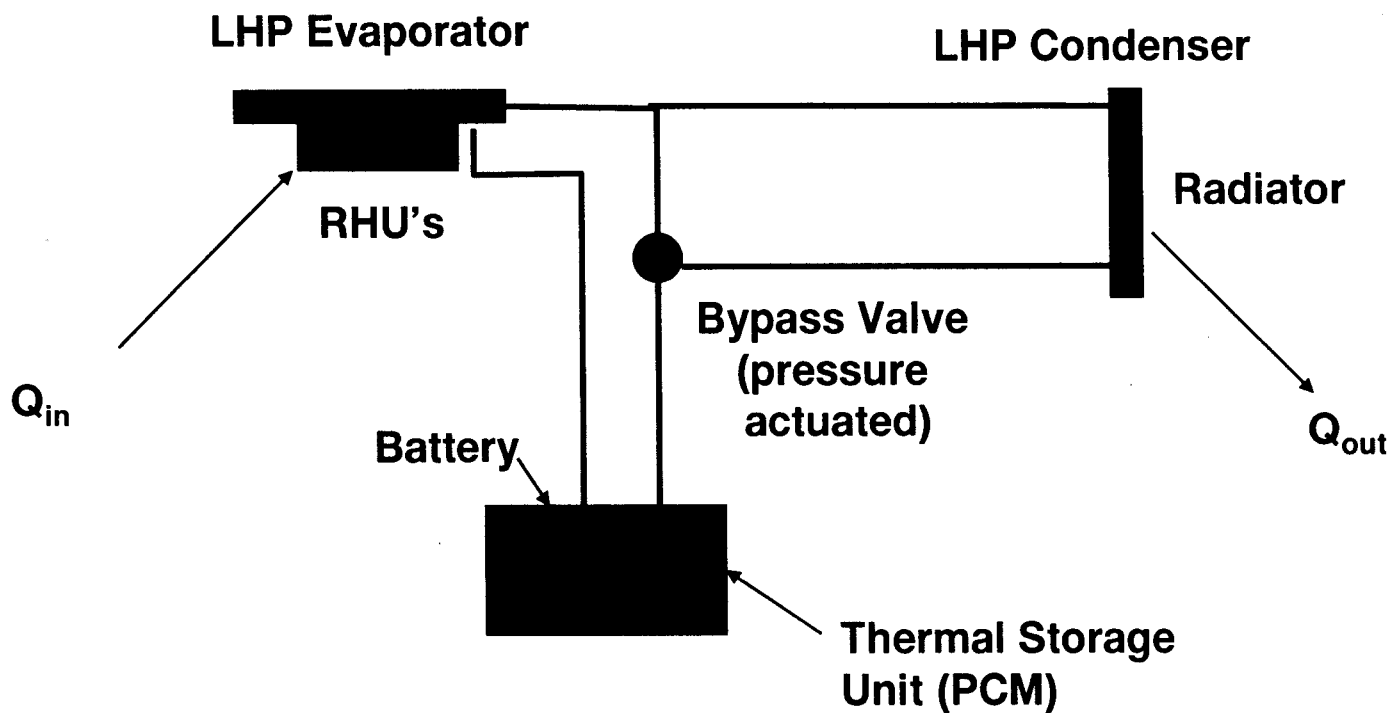 LHP Evaporator
LHP Condenser
RHU's
Radiator
Q_in
Bypass Valve
(pressure
actuated)
Q_out
Battery
Thermal Storage
Unit (PCM)